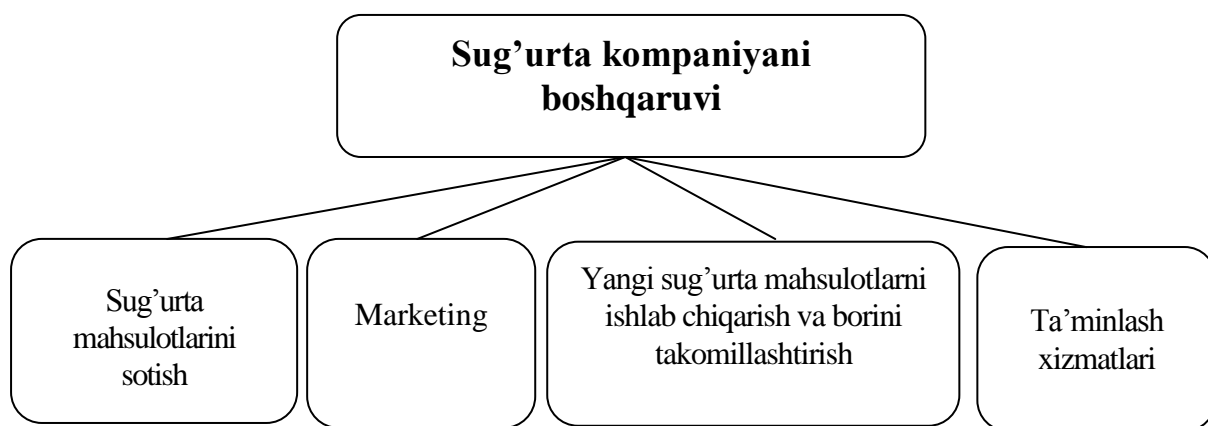 Sug’urta kompaniyani
boshqaruvi
Sug’urta
mahsulotlarini
sotish
Marketing
Yangi sug’urta mahsulotlarni
ishlab chiqarish va borini
takomillashtirish
Ta’minlash
xizmatlari